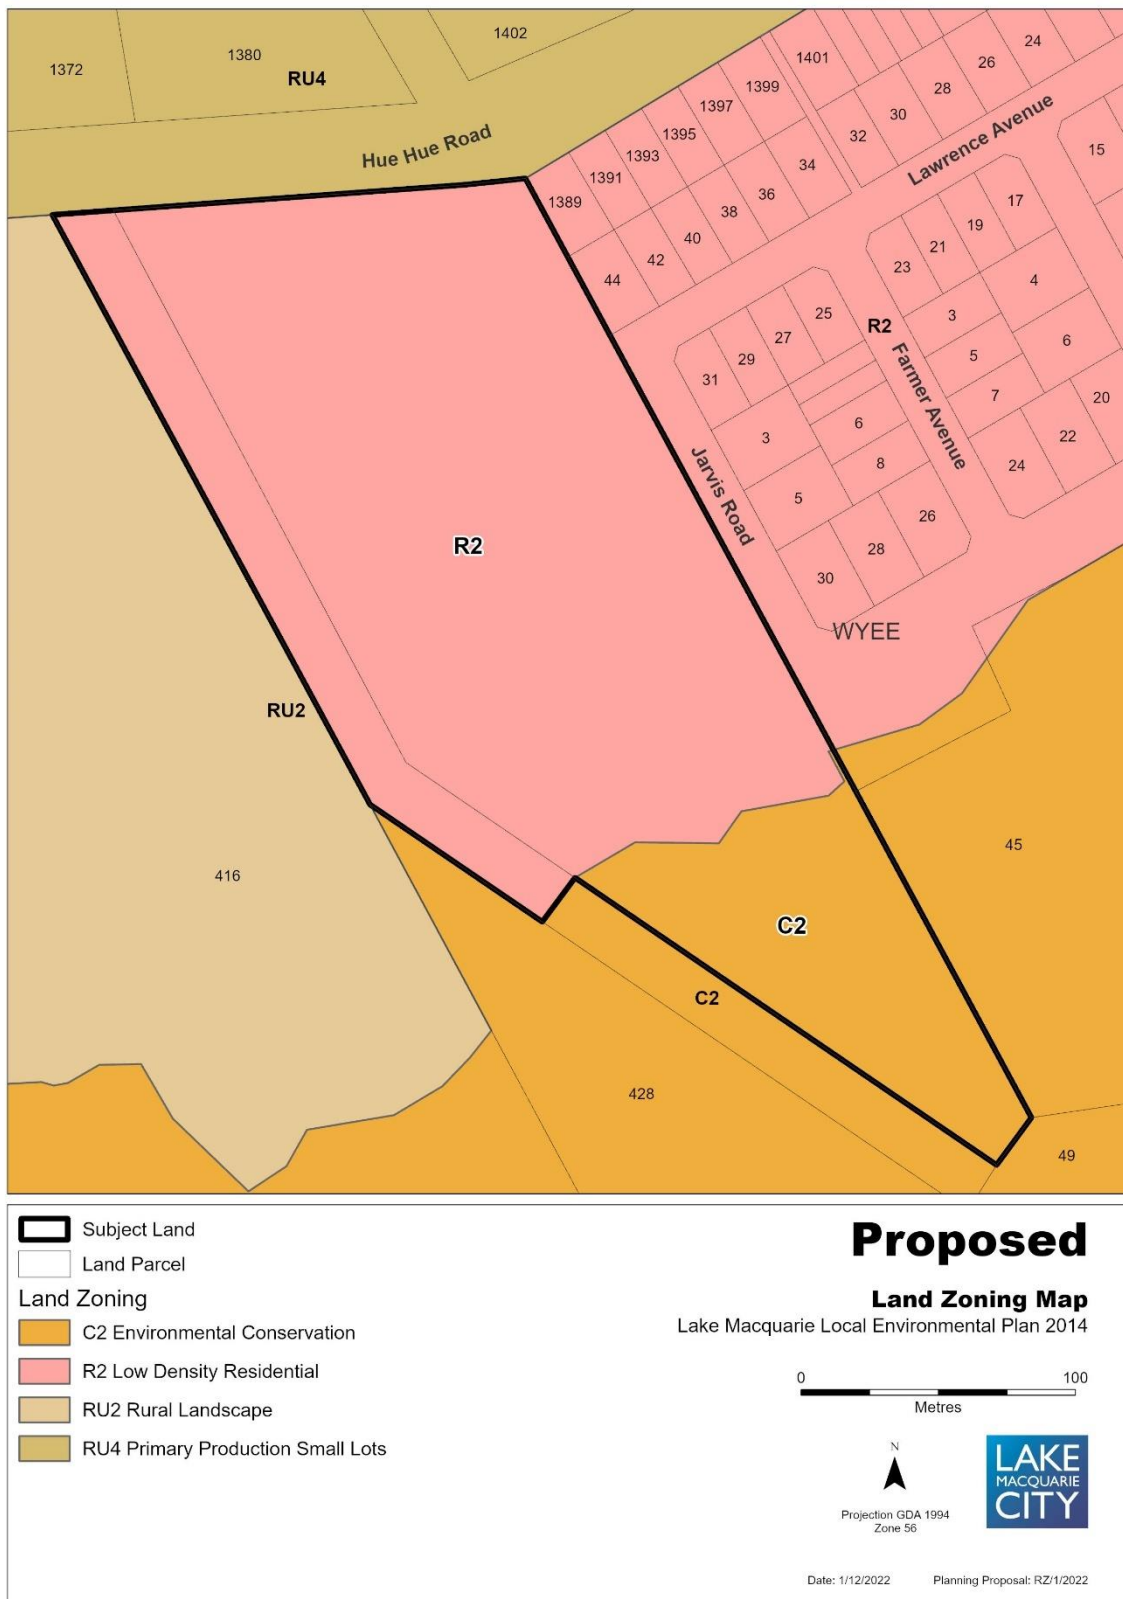 1372
1380
1402
RU4
Hue Hue Road
1401
24
26
28
30
32
Lawrence Avenue
1399
1397
1395
1393
1391
1389
34
36
38
40
42
44
15
17
19
21
23
4
3
5
7
6
R2
Farmer Avenue
20
22
24
25
27
29
31
3
6
8
5
26
28
30
Jarvis Road
R2
WYEE
RU2
416
45
C2
C2
428
49
Subject Land
Land Parcel
Land Zoning
C2 Environmental Conservation
R2 Low Density Residential
RU2 Rural Landscape
RU4 Primary Production Small Lots
Proposed
Land Zoning Map
Lake Macquarie Local Environmental Plan 2014
0 100
Metres
N
Projection GDA 1994
Zone 56
LAKE
MACQUARIE
CITY
Date: 1/12/2022 Planning Proposal: RZ/1/2022